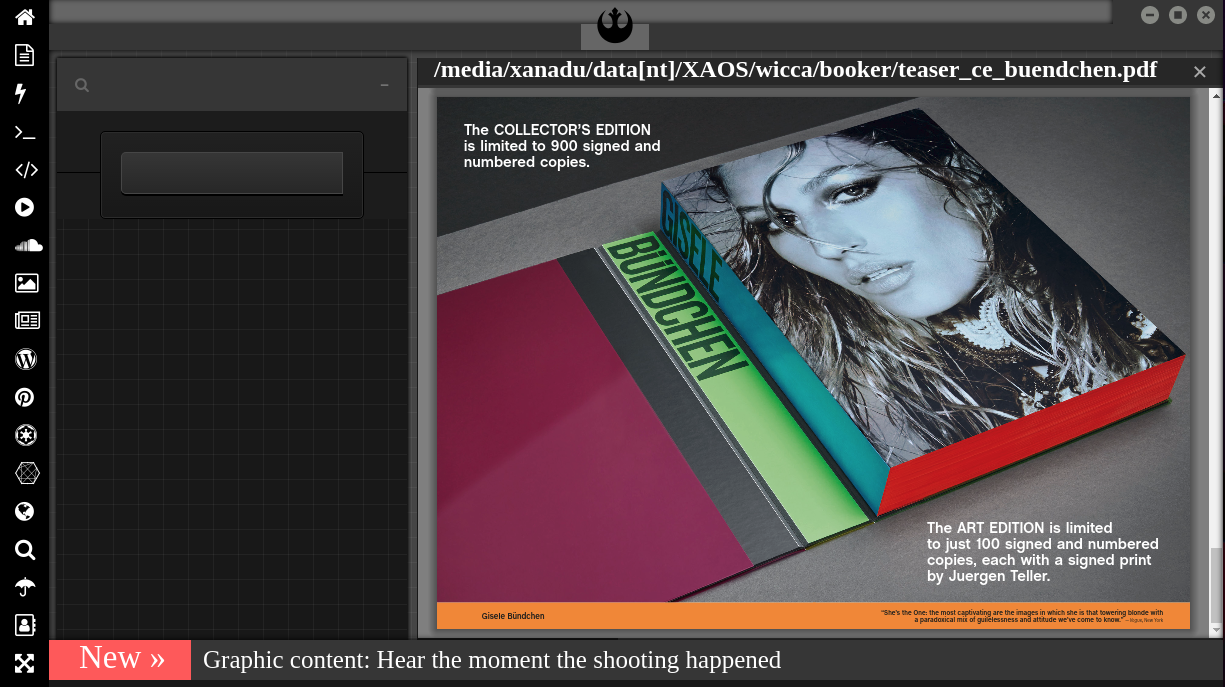 /media/xanadu/data[nt]/XAOS/wicca/booker/teaser_ce_buendchen.pdf
The COLLECTOR'S EDITION
is limited to 900 signed and
numbered copies.
GISELE
BÜNDCHEN
The ART EDITION is limited
to just 100 signed and numbered
copies, each with a signed print
by Juergen Teller.
Gisele Bündchen
"She's the One: the most captivating are the images in which she is that towering blonde with
a paradoxical mix of guilelessness and attitude we've come to know." — Vogue, New York
New »
Graphic content: Hear the moment the shooting happened